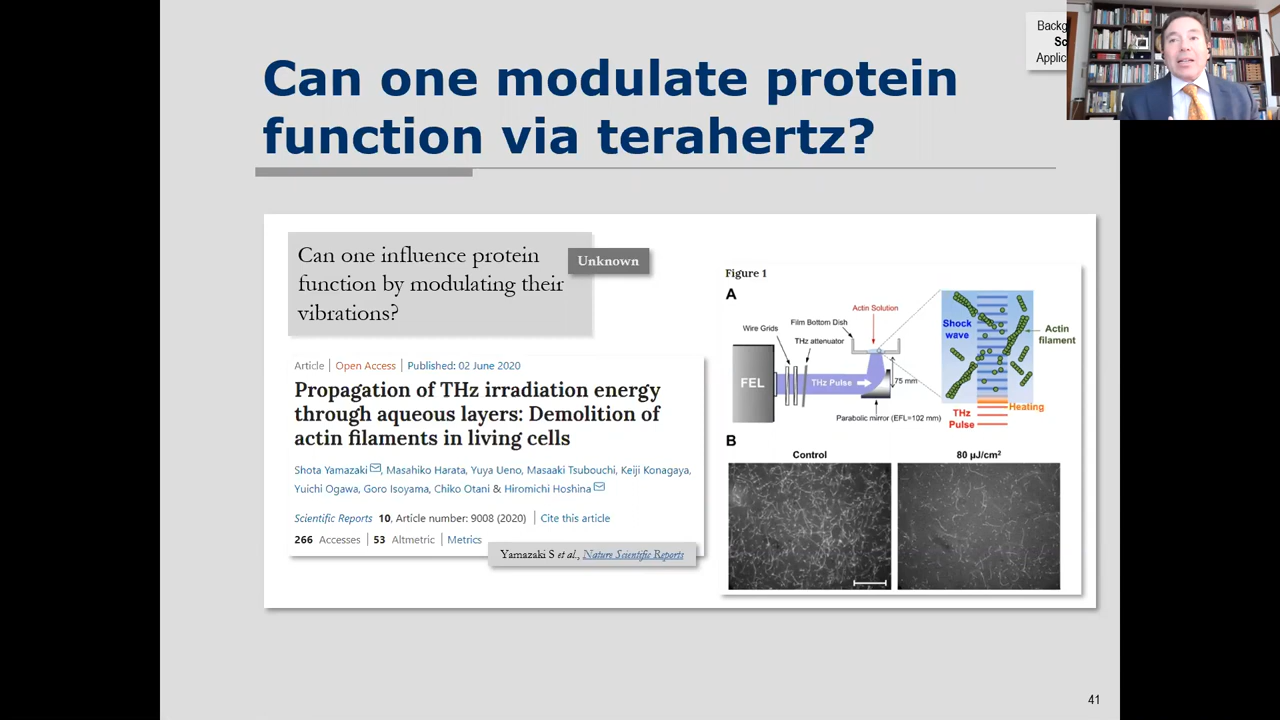 Backg
Sc
Applic
Can one modulate protein
function via terahertz?
Can one influence protein
function by modulating their
vibrations?
Unknown
Article | Open Access | Published: 02 June 2020
Propagation of THz irradiation energy
through aqueous layers: Demolition of
actin filaments in living cells
Shota Yamazaki, Masahiko Harata, Yuya Ueno, Masaaki Tsubouchi, Keiji Konagaya,
Yuichi Ogawa, Goro Isoyama, Chiko Otani & Hiromichi Hoshina
Scientific Reports 10, Article number: 9008 (2020) | Cite this article
266 Accesses | 53 Altmetric | Metrics
Yamazaki S et al., Nature Scientific Reports
Figure 1
A
Actin Solution
Film Bottom Dish
Wire Grids
THz attenuator
FEL
THz Pulse
75 mm
Parabolic mirror (EFL=102 mm)
Shock
wave
Actin
filament
Heating
THz
Pulse
B
Control
80 µJ/cm²
41